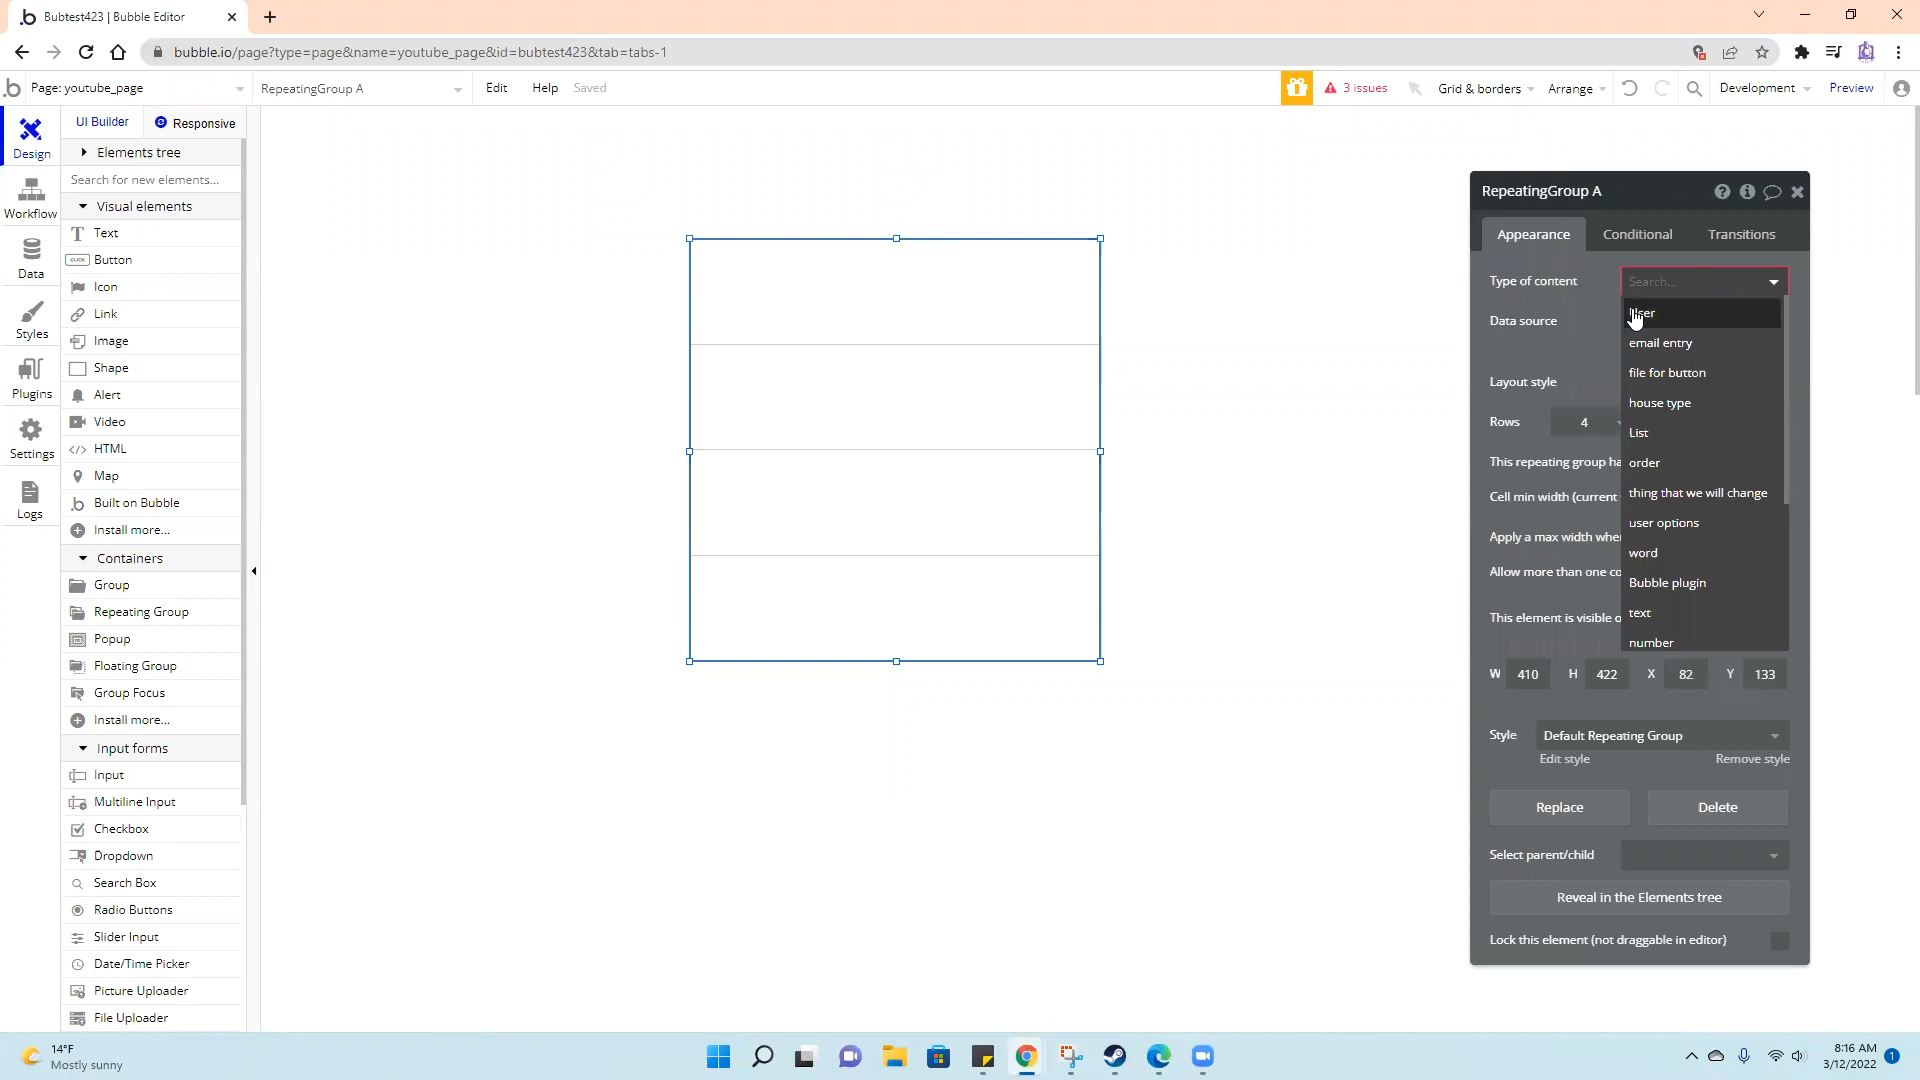 Bubtest423 | Bubble Editor
bubble.io/page?type=page&name=youtube_page&id=bubtest423&tab=tabs-1
Page: youtube_page
RepeatingGroup A
Edit
Help
Saved
3 issues
Grid & borders
Arrange
Development
Preview
Design
Workflow
Data
Styles
Plugins
Settings
Logs
UI Builder
Responsive
Elements tree
Search for new elements...
Visual elements
Text
CLICK Button
Icon
Link
Image
Shape
Alert
Video
</> HTML
Map
Built on Bubble
Install more...
Containers
Group
Repeating Group
Popup
Floating Group
Group Focus
Install more...
Input forms
Input
Multiline Input
Checkbox
Dropdown
Search Box
Radio Buttons
Slider Input
Date/Time Picker
Picture Uploader
File Uploader
RepeatingGroup A
Appearance
Conditional
Transitions
Type of content
Search...
Data source
Layout style
Rows
4
This repeating group ha
Cell min width (current
Apply a max width whe
Allow more than one co
This element is visible o
User
email entry
file for button
house type
List
order
thing that we will change
user options
word
Bubble plugin
text
number
W 410 H 422 X 82 Y 133
Style
Default Repeating Group
Edit style
Remove style
Replace
Delete
Select parent/child
Reveal in the Elements tree
Lock this element (not draggable in editor)
14°F
Mostly sunny
8:16 AM
3/12/2022
1